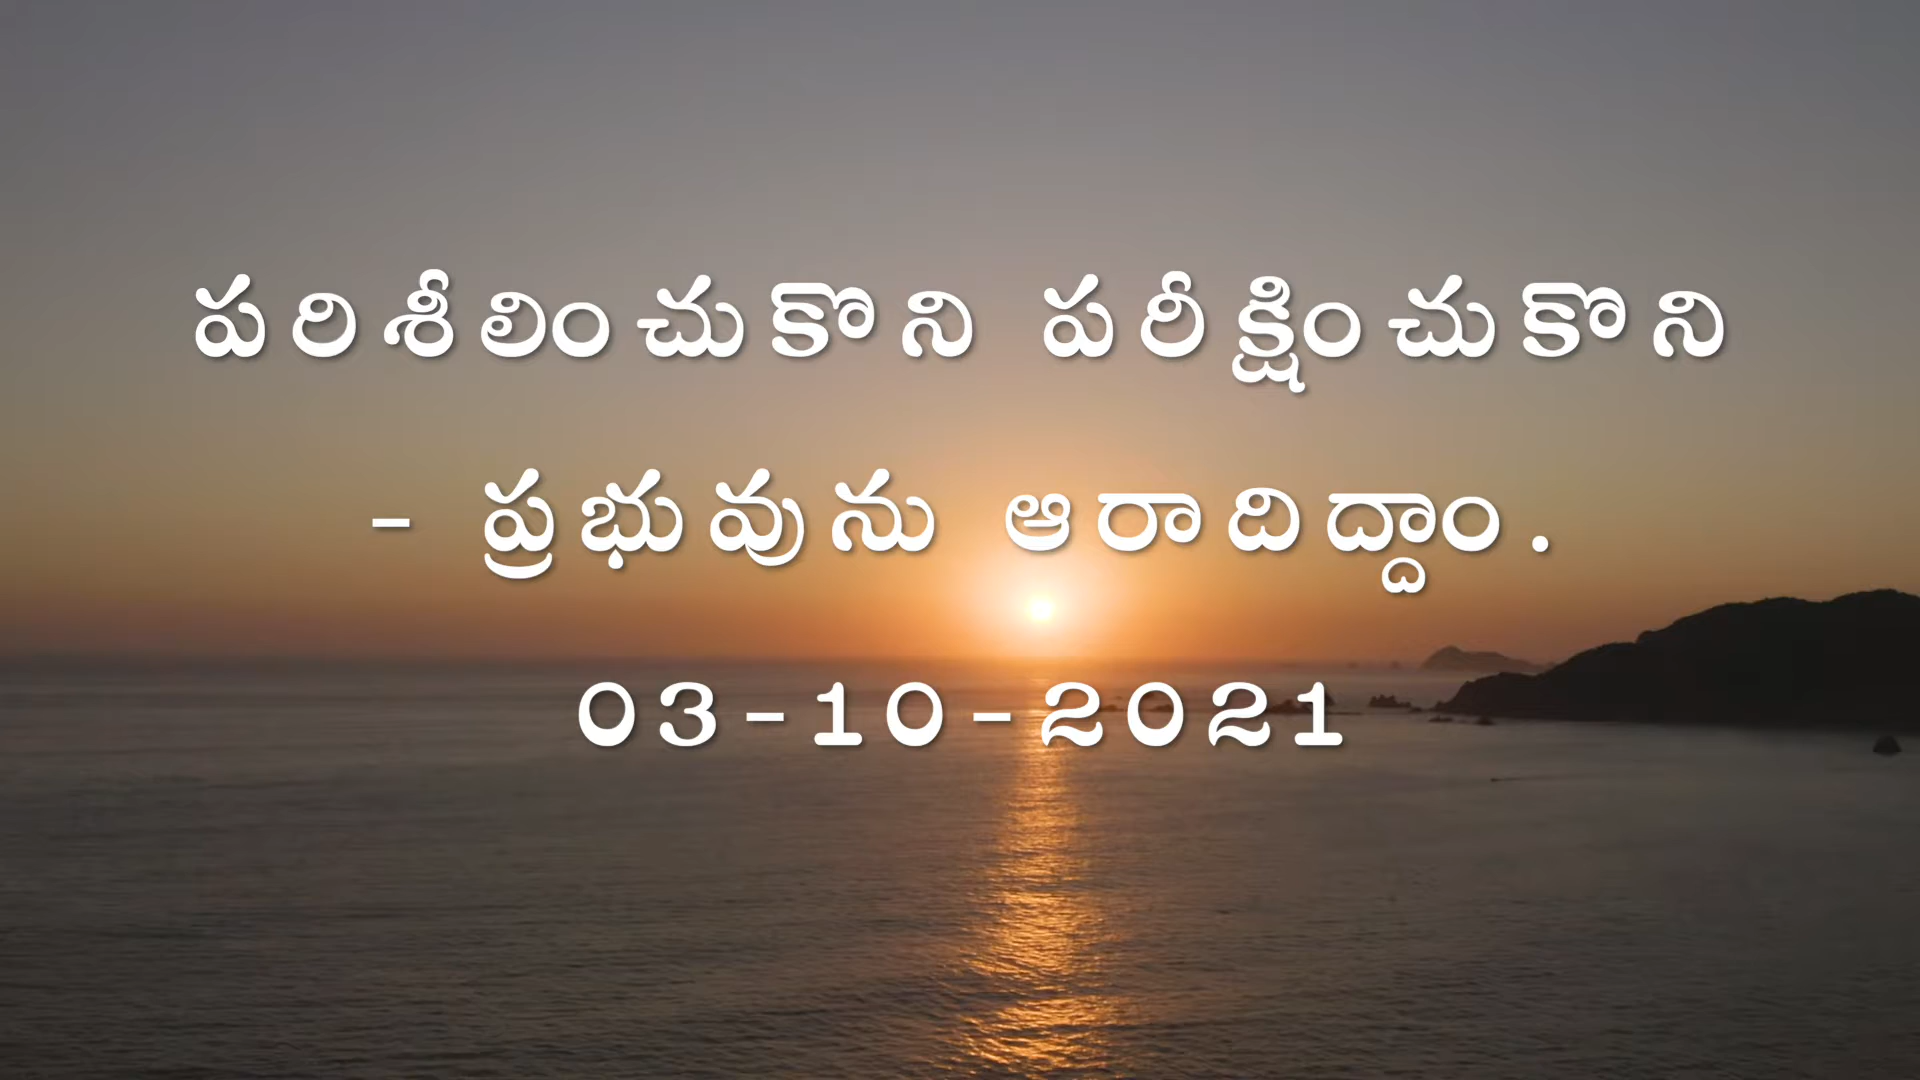 పరిశీలించుకొని పరీక్షించుకొని
- ప్రభువును ఆరాదిద్దాం.
03-10-2021